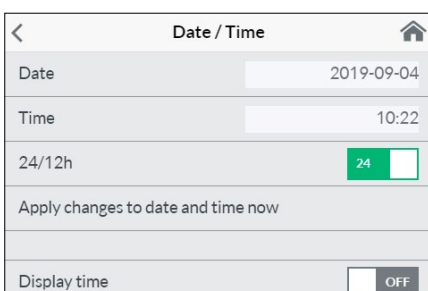 Date / Time
Date 2019-09-04
Time 10:22
24/12h 24
Apply changes to date and time now
Display time OFF